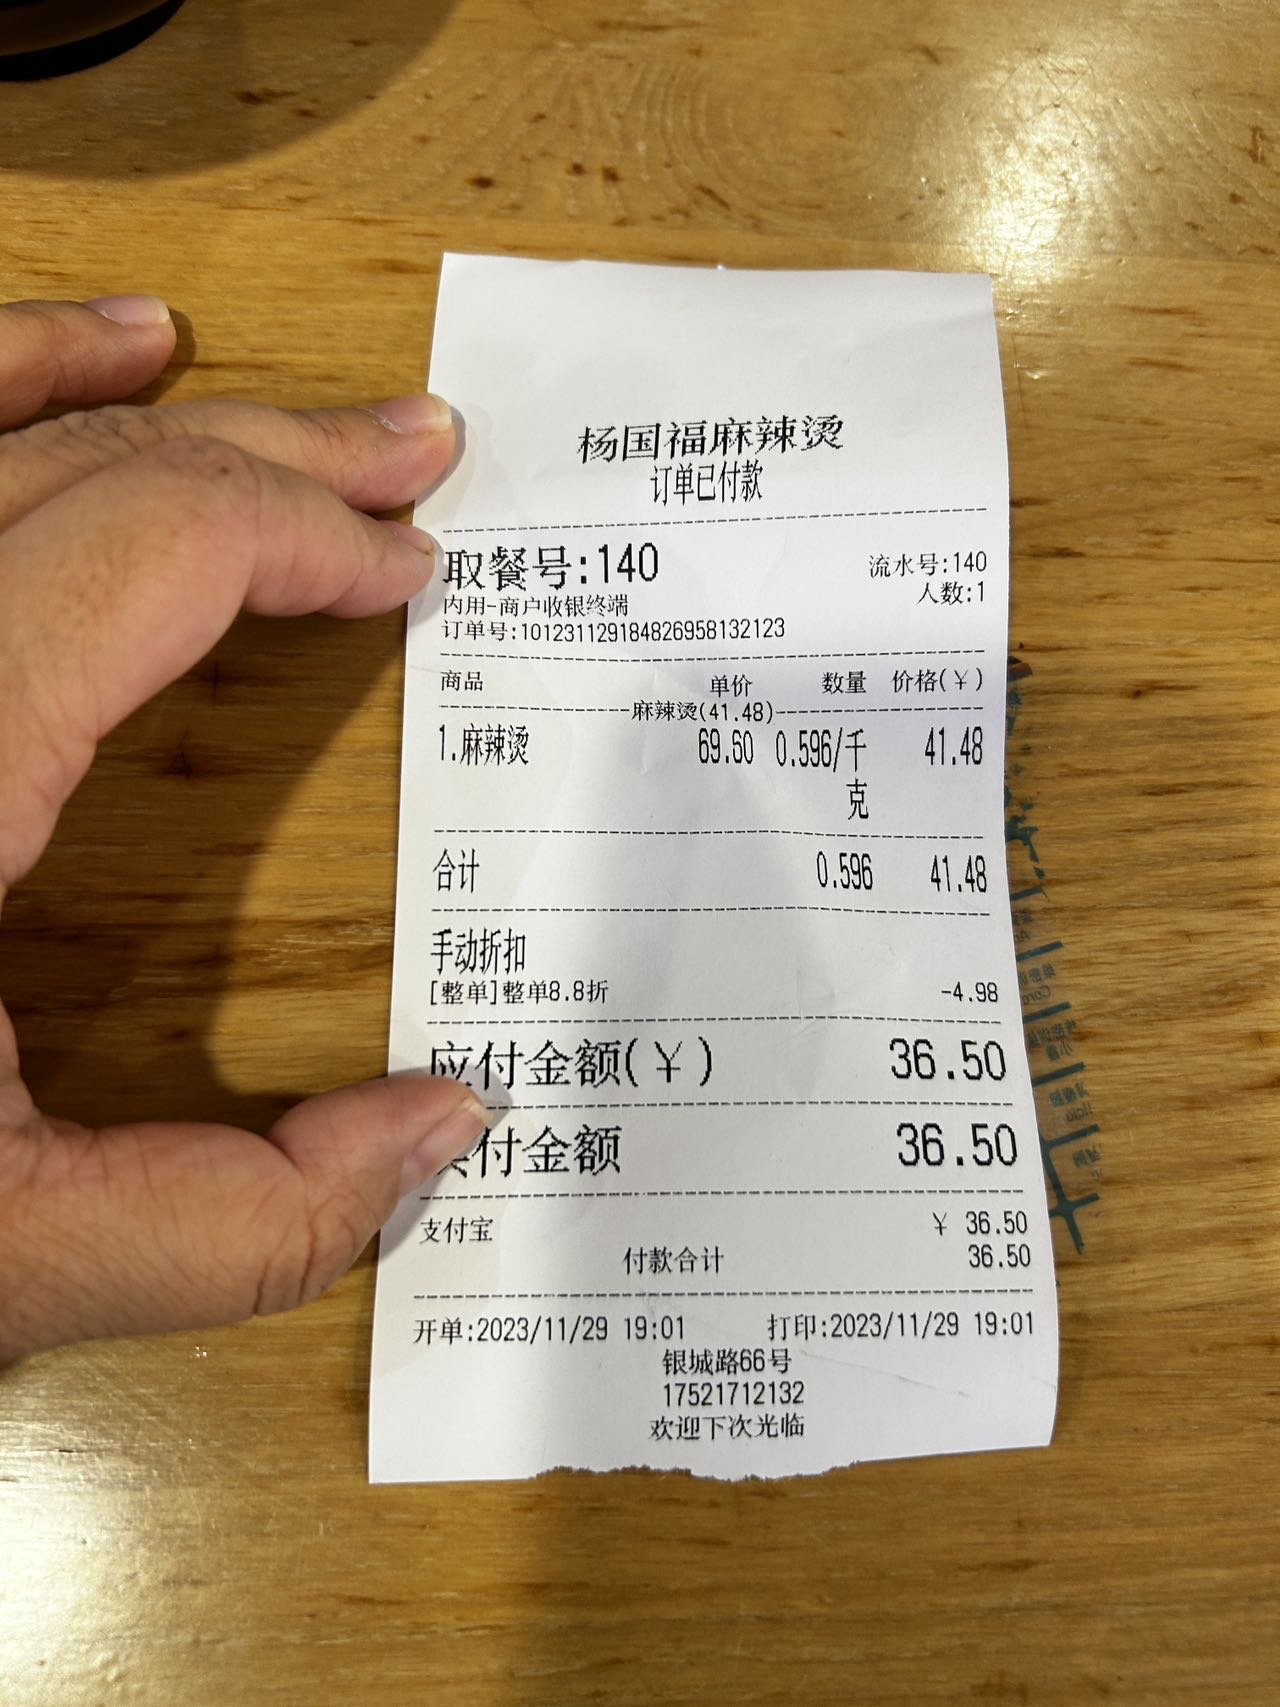 杨国福麻辣烫
订单已付款
取餐号:140 流水号:140
人数:1
内用-商户收银终端
订单号:101231129184826958132123
商品 单价 数量 价格(¥)
麻辣烫(41.48)
1.麻辣烫 69.60 0.596/千克 41.48
合计 0.596 41.48
手动折扣
[整单]整单8.8折 -4.98
应付金额(¥) 36.50
付金额 36.50
支付宝 ¥ 36.50
付款合计 36.50
开单:2023/11/29 19:01 打印:2023/11/29 19:01
银城路66号
17521712132
欢迎下次光临